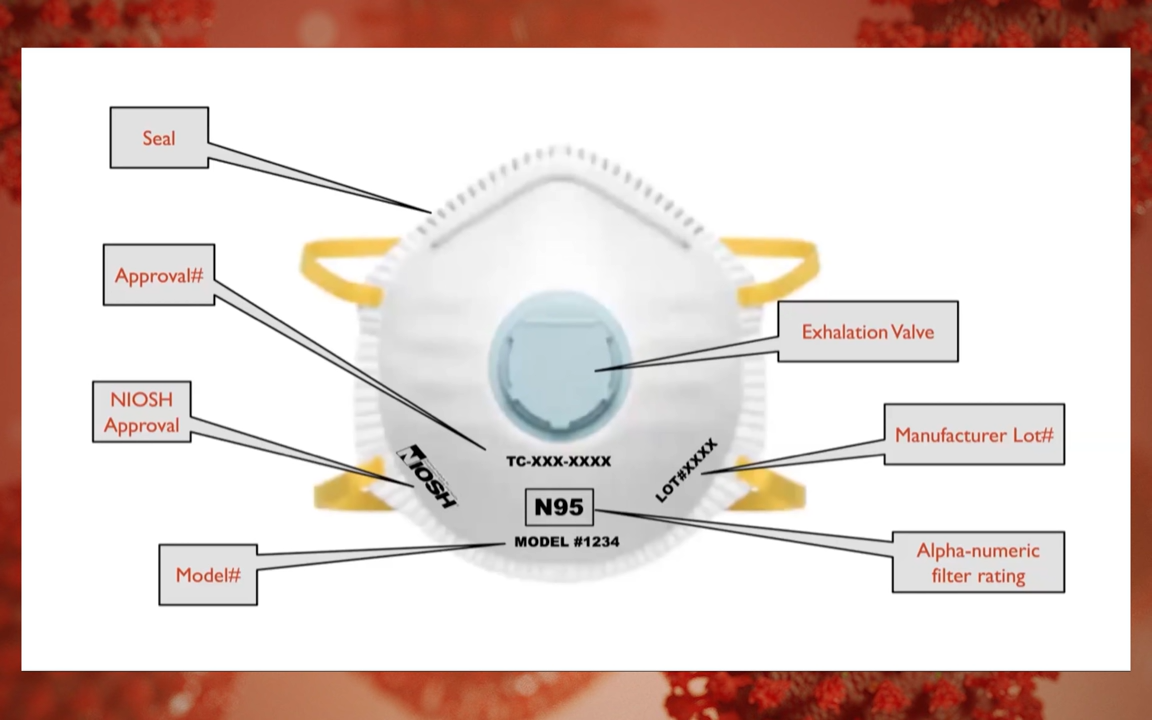 Seal
Approval#
Exhalation Valve
NIOSH
Approval
Manufacturer Lot#
TC-XXX-XXXX
NIOSH
LOT#XXXX
N95
MODEL #1234
Model#
Alpha-numeric
filter rating